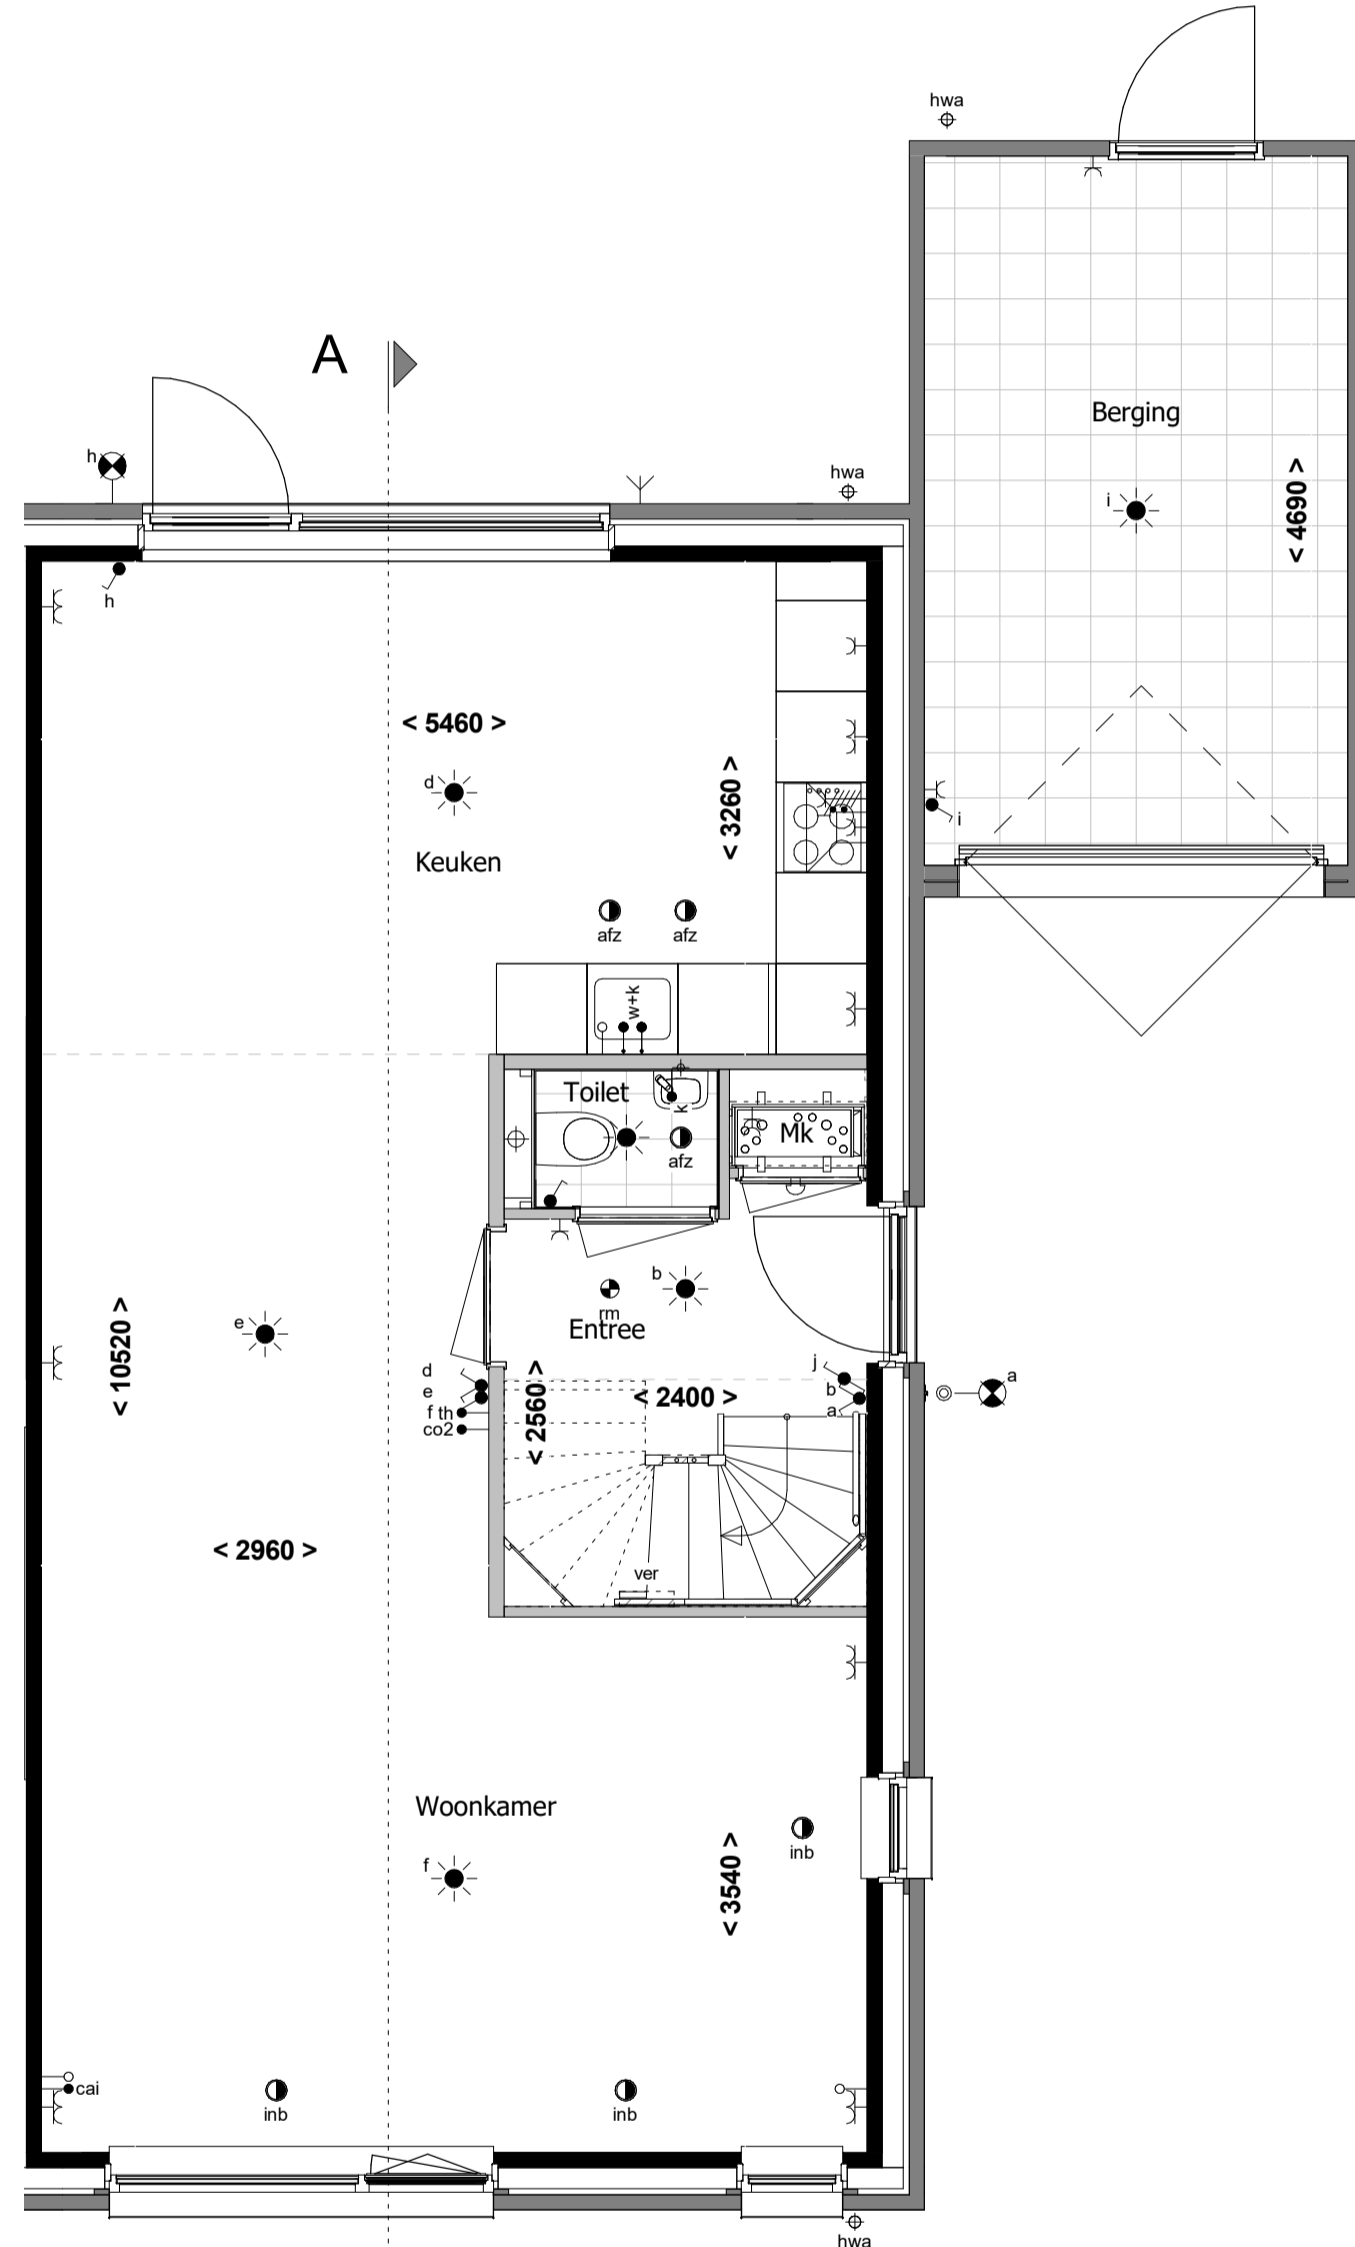 hwa
A
Berging
h
hwa
i
< 4690 >
h
< 5460 >
d
< 3260 >
i
Keuken
afz
afz
w+k
Toilet
k
Mk
afz
b
rm
Entree
e
< 10520 >
d
e
f th
co2
< 2560 >
< 2400 >
j
b
a
a
< 2960 >
ver
Woonkamer
f
inb
< 3540 >
cai
inb
inb
hwa